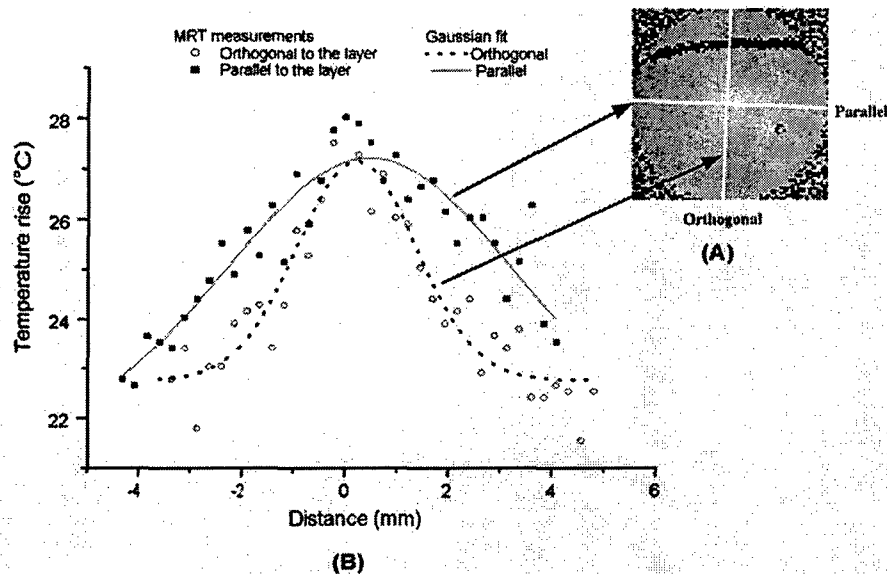 MRT measurements
Orthogonal to the layer
Parallel to the layer
Gaussian fit
Orthogonal
Parallel
Parallel
Orthogonal
(A)
Temperature rise (°C)
28
26
24
22
-4
-2
0
2
4
6
Distance (mm)
(B)